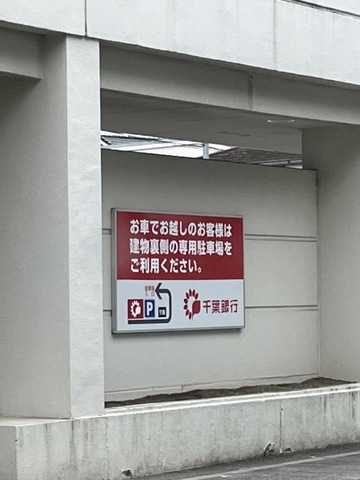 お車でお越しのお客様は
建物裏側の専用駐車場を
ご利用ください。
P
千葉銀行